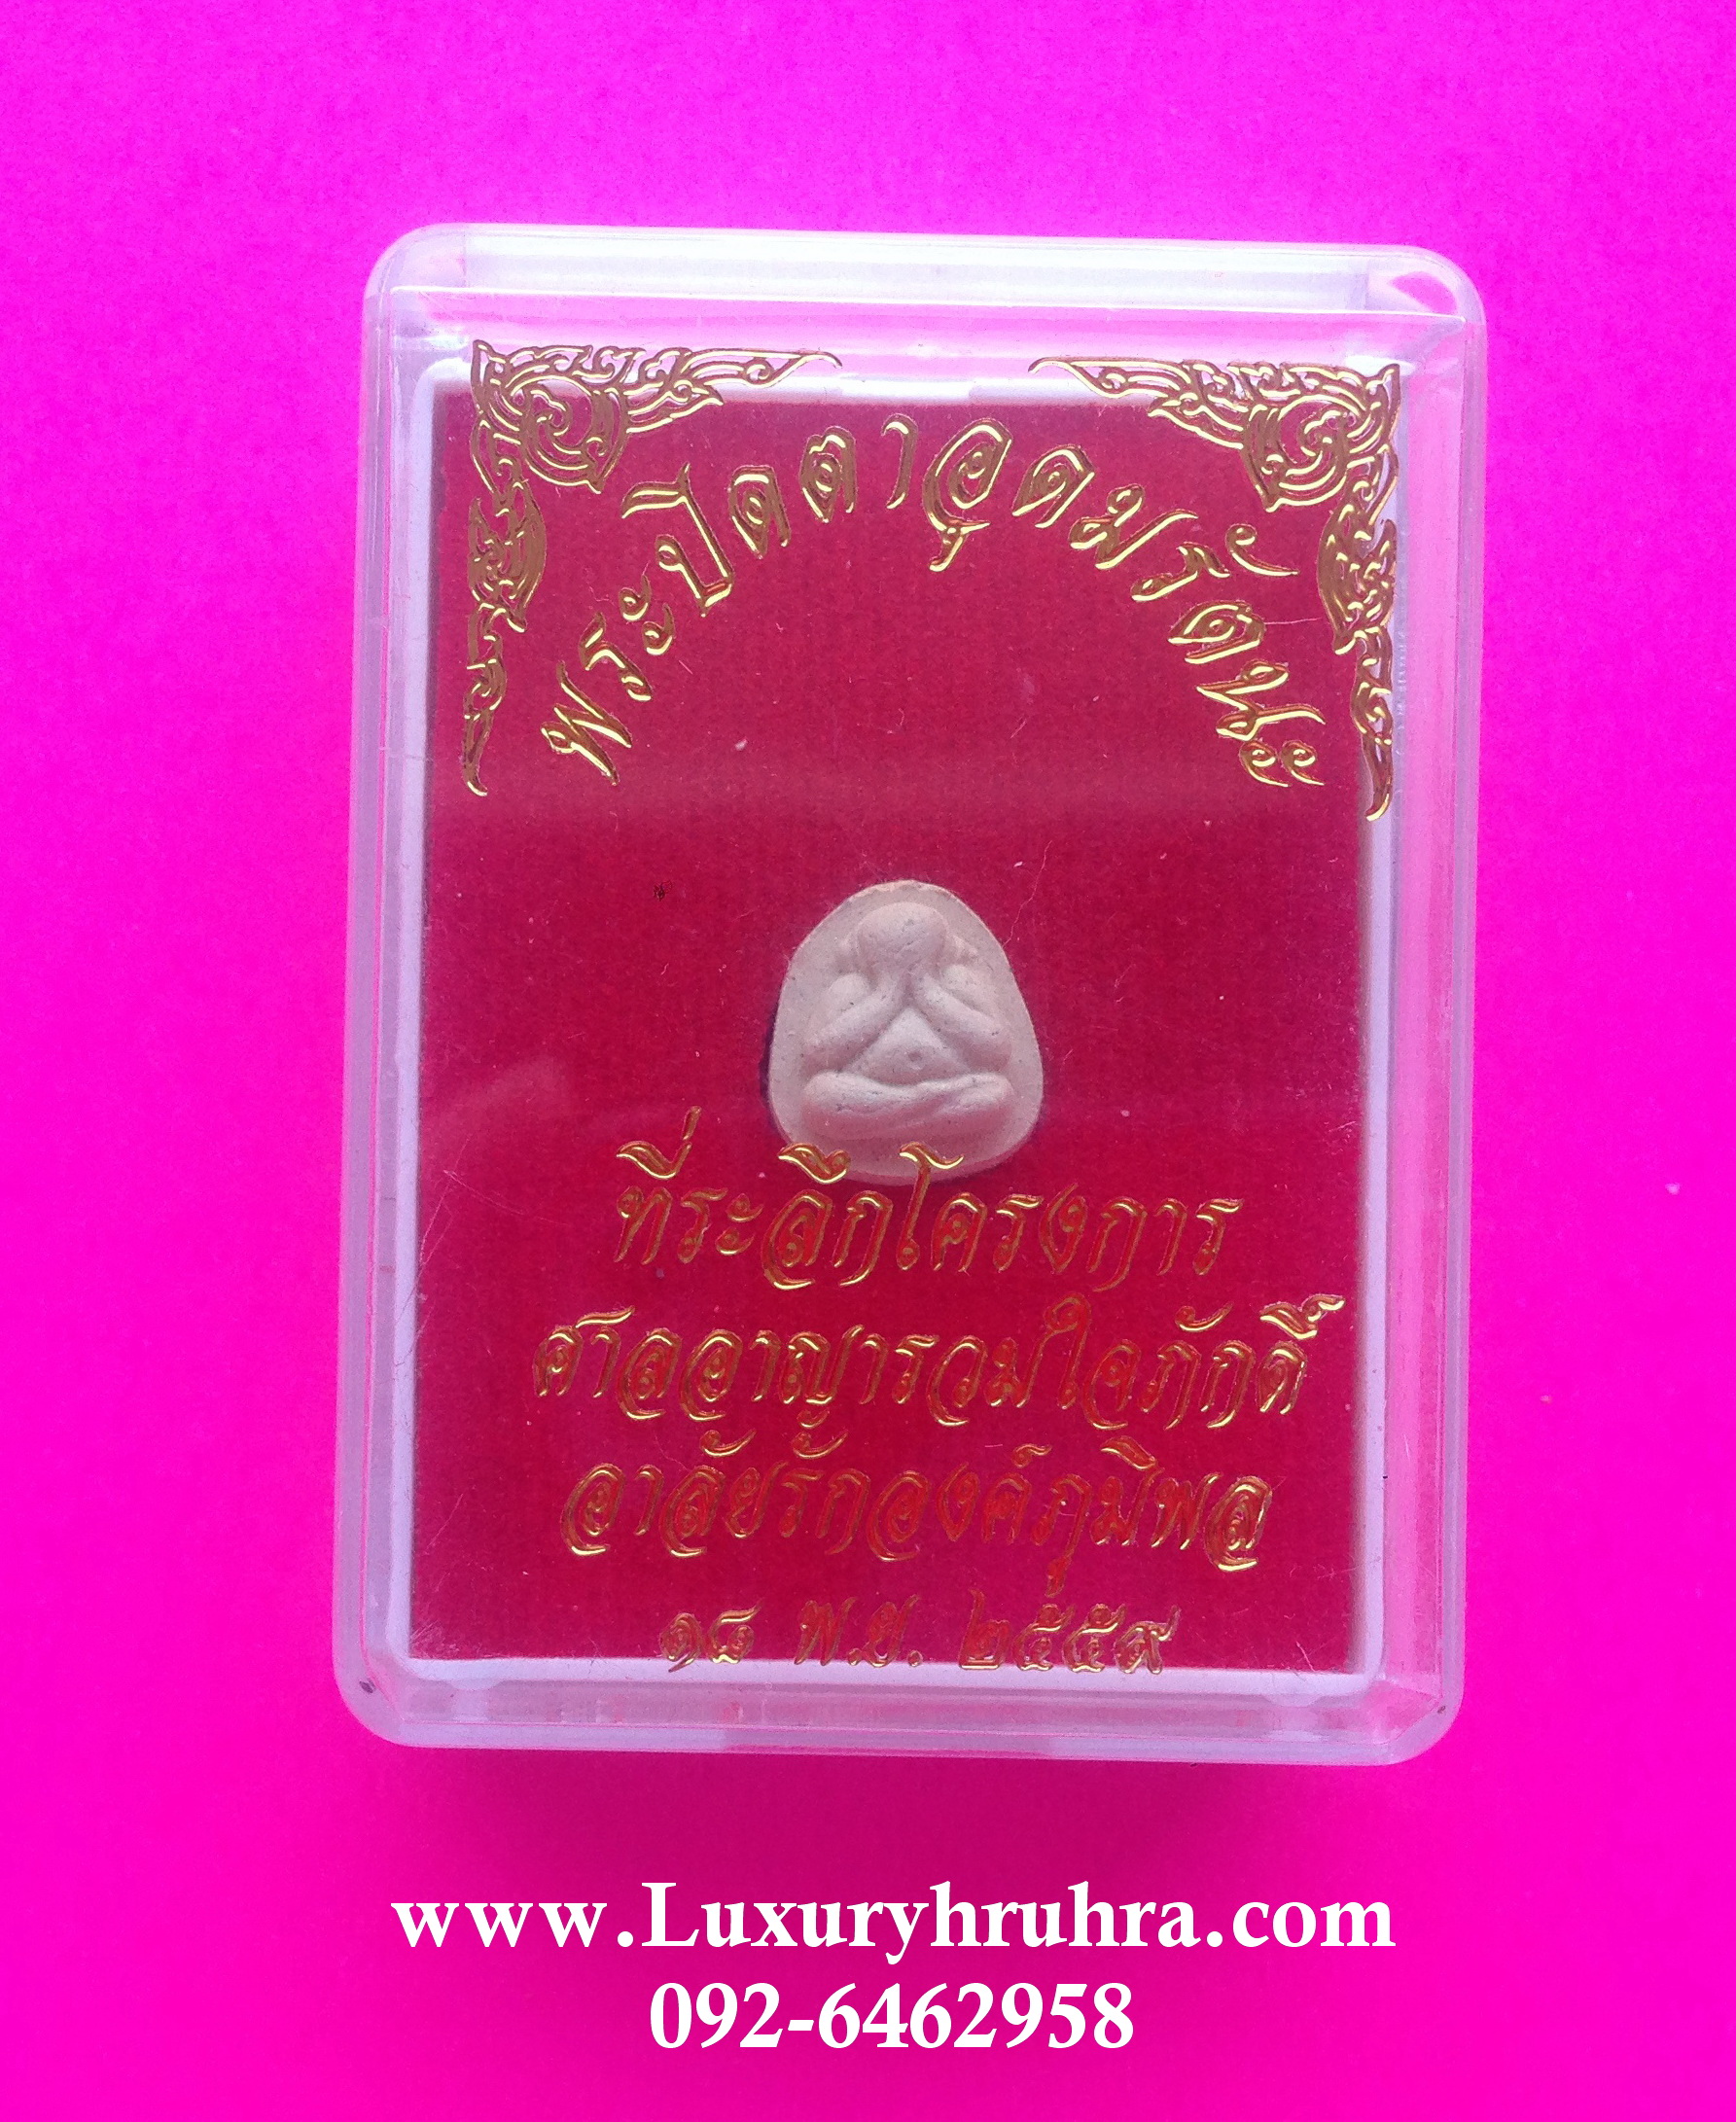 พระปิดตาอุดมรัตนะ
ที่ระลึกโครงการ
ศาลอาญารวมใจภักดิ์
อาลัยรักองค์ภูมิพล
๑๘ พ.ย. ๒๕๕๙
www.Luxuryhruhra.com
092-6462958